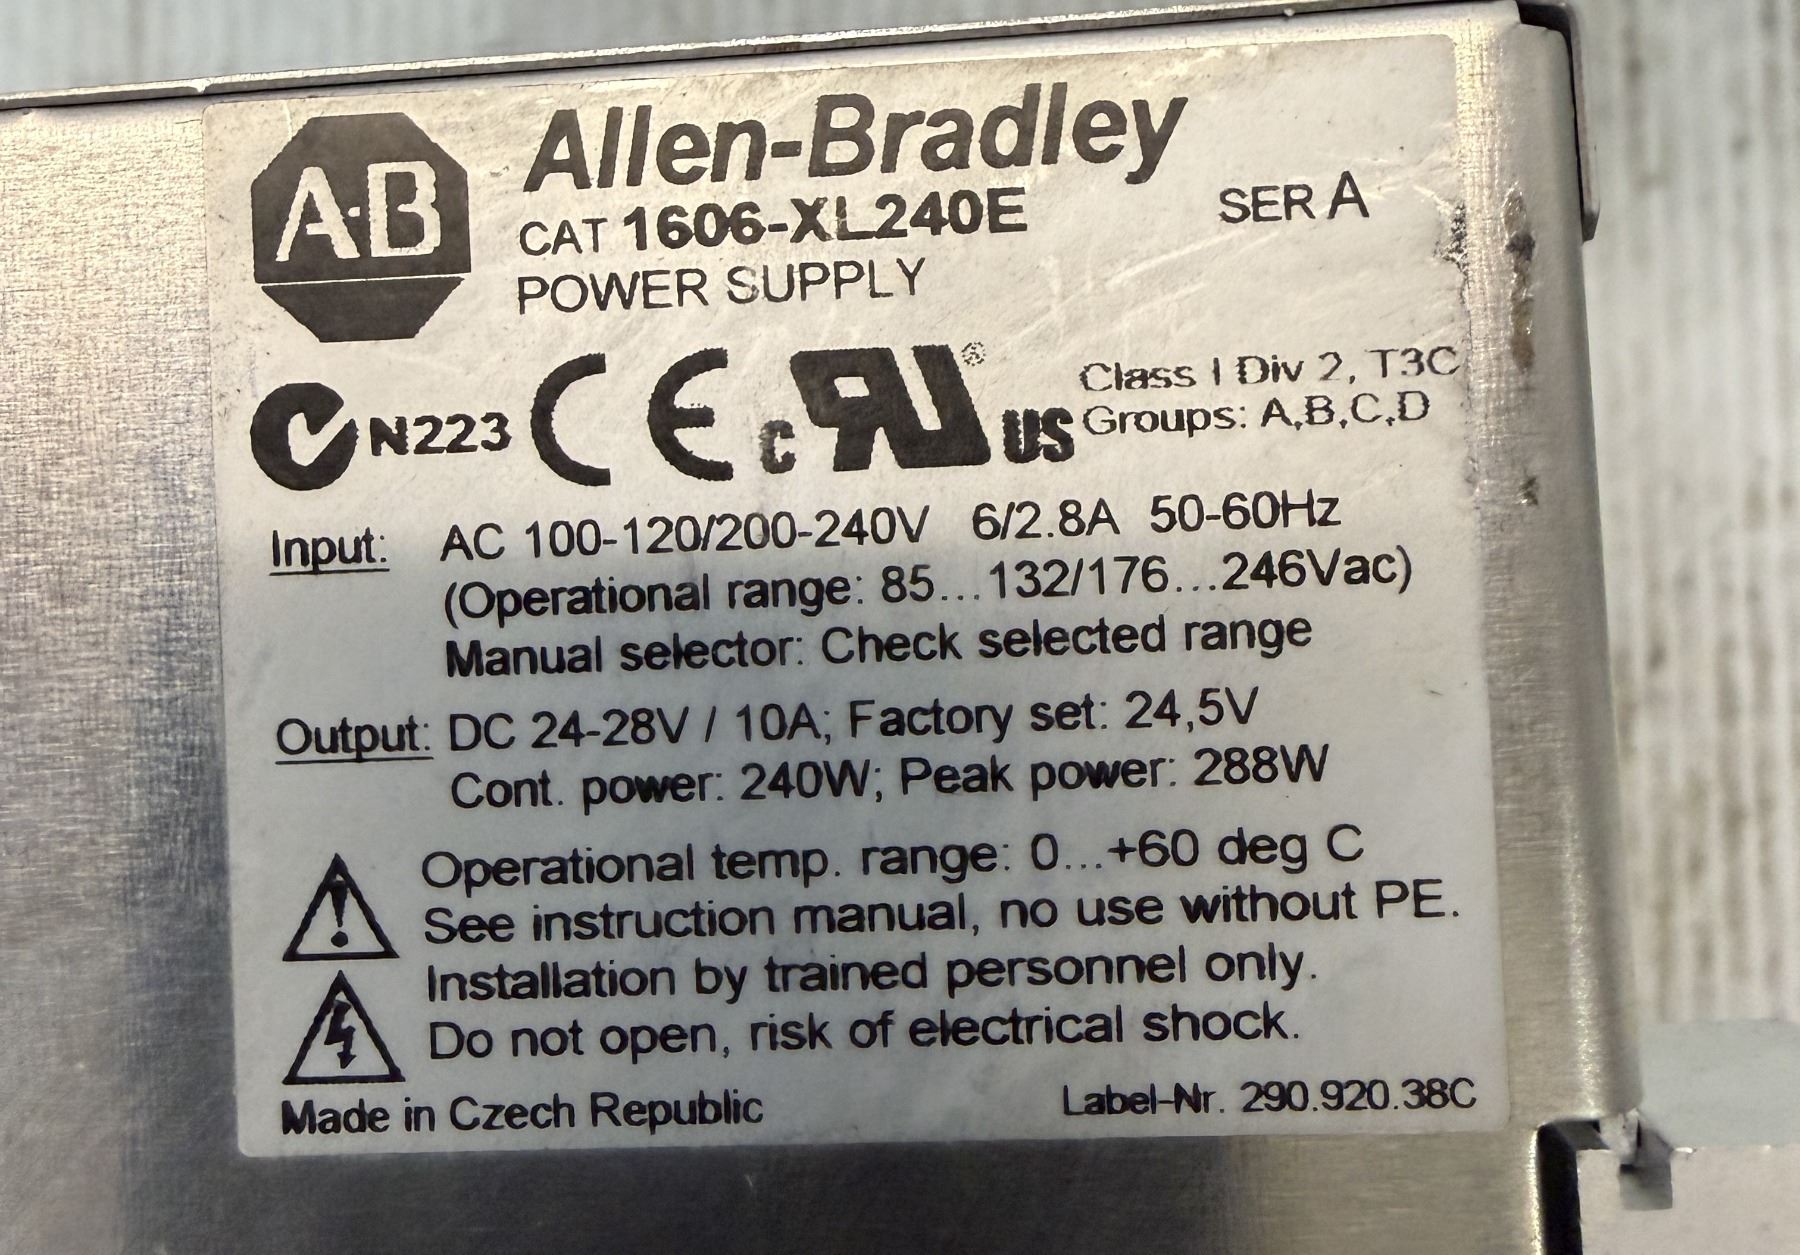 A-B Allen-Bradley
CAT 1606-XL240E SER A
POWER SUPPLY
N223 CE c UR ® US Class I Div 2, T3C
Groups: A,B,C,D
Input: AC 100-120/200-240V 6/2.8A 50-60Hz
(Operational range: 85...132/176...246Vac)
Manual selector: Check selected range
Output: DC 24-28V / 10A; Factory set: 24,5V
Cont. power: 240W; Peak power: 288W
Operational temp. range: 0...+60 deg C
See instruction manual, no use without PE.
Installation by trained personnel only.
Do not open, risk of electrical shock.
Made in Czech Republic Label-Nr. 290.920.38C